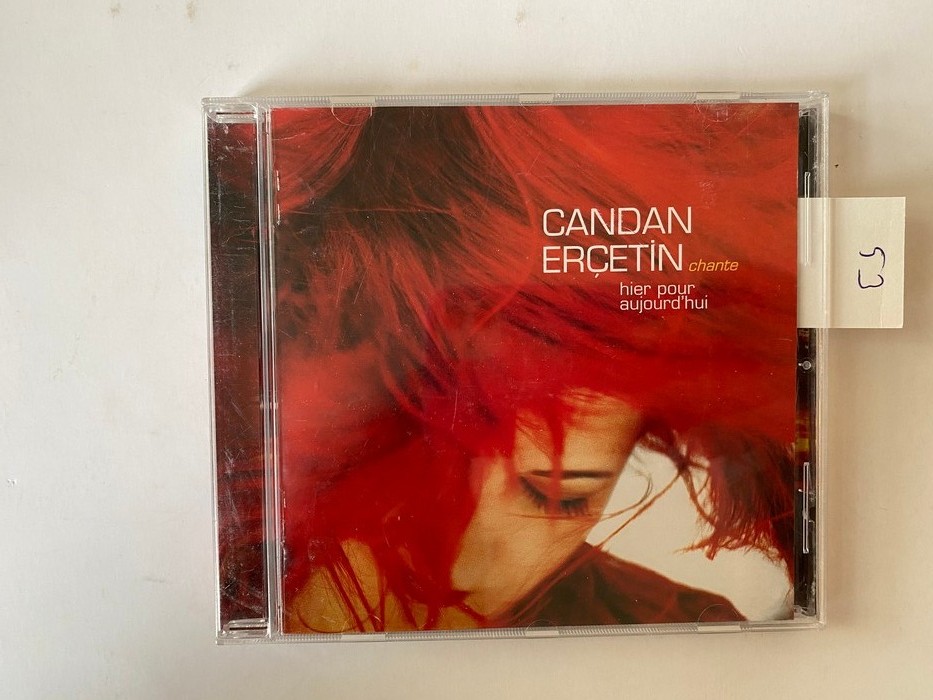 CANDAN
ERÇETİN chante
hier pour
aujourd'hui